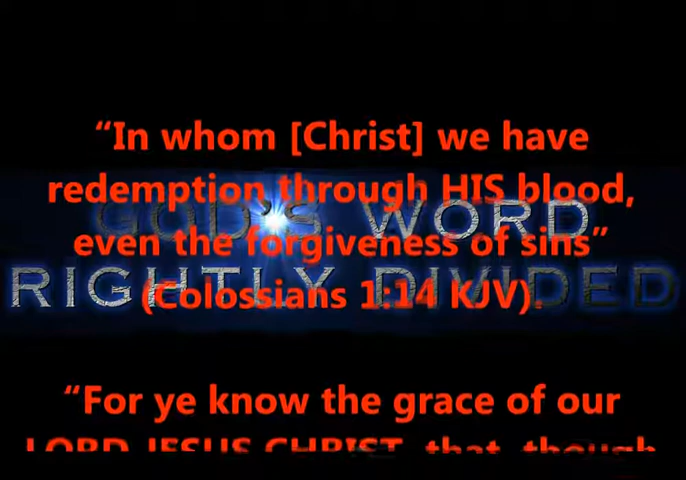 “In whom [Christ] we have
redemption through HIS blood,
even the forgiveness of sins”
(Colossians 1:14 KJV).
GOD'S WORD
RIGHTLY DIVIDED
“For ye know the grace of our
LORD JESUS CHRIST, that, though